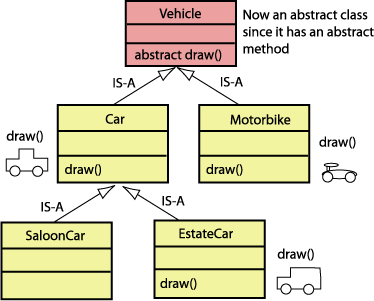 Vehicle
abstract draw()
Now an abstract class
since it has an abstract
method
IS-A
IS-A
Car
draw()
draw()
Motorbike
draw()
draw()
IS-A
IS-A
SaloonCar
EstateCar
draw()
draw()